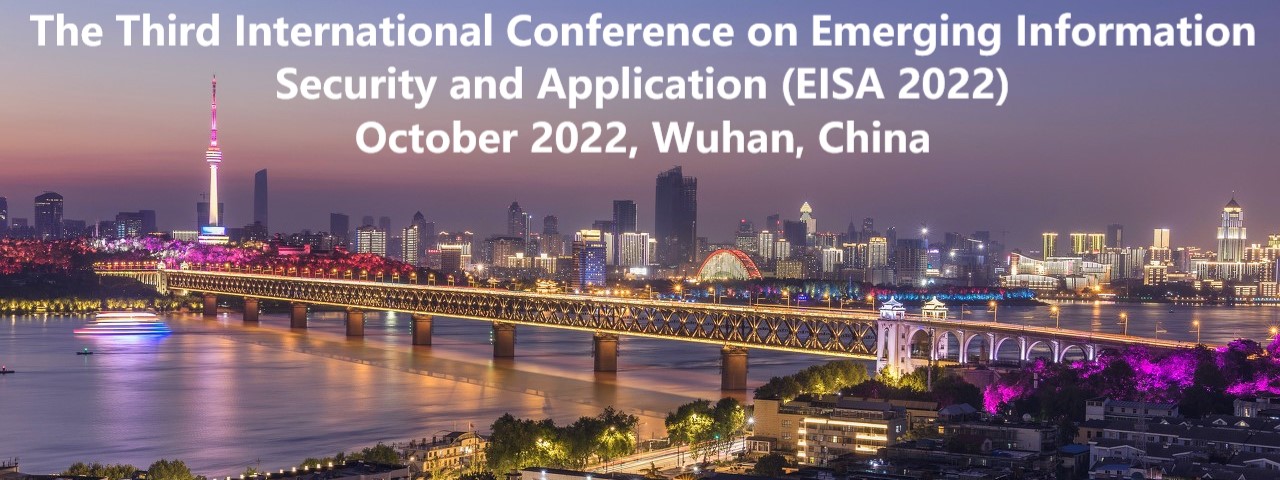 The Third International Conference on Emerging Information
Security and Application (EISA 2022)
October 2022, Wuhan, China